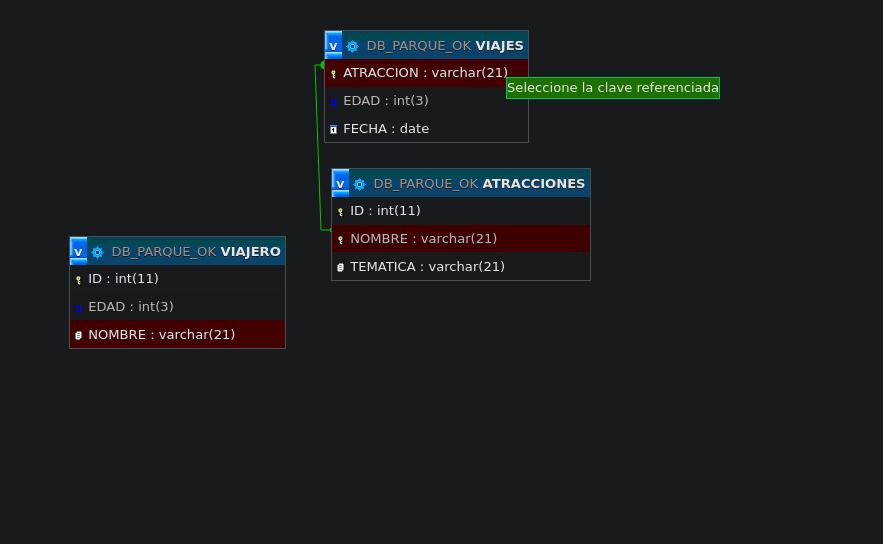 v DB_PARQUE_OK VIAJES
ATRACCION : varchar(21)
Seleccione la clave referenciada
EDAD : int(3)
FECHA : date
v DB_PARQUE_OK ATRACCIONES
ID : int(11)
NOMBRE : varchar(21)
TEMATICA : varchar(21)
v DB_PARQUE_OK VIAJERO
ID : int(11)
EDAD : int(3)
NOMBRE : varchar(21)